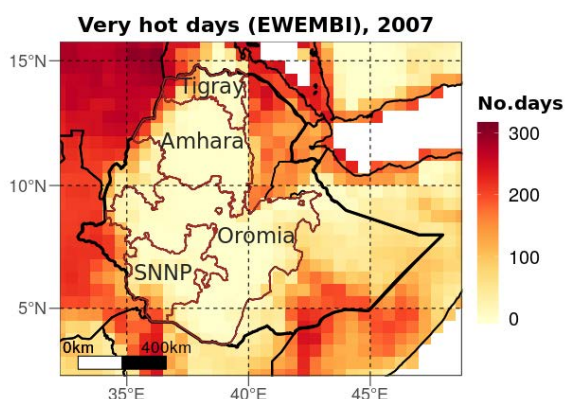 Very hot days (EWEMBI), 2007
15°N
10°N
5°N
Tigray
Amhara
Oromia
SNNP
0km 400km
35°E 40°E 45°E
No.days
300
200
100
0